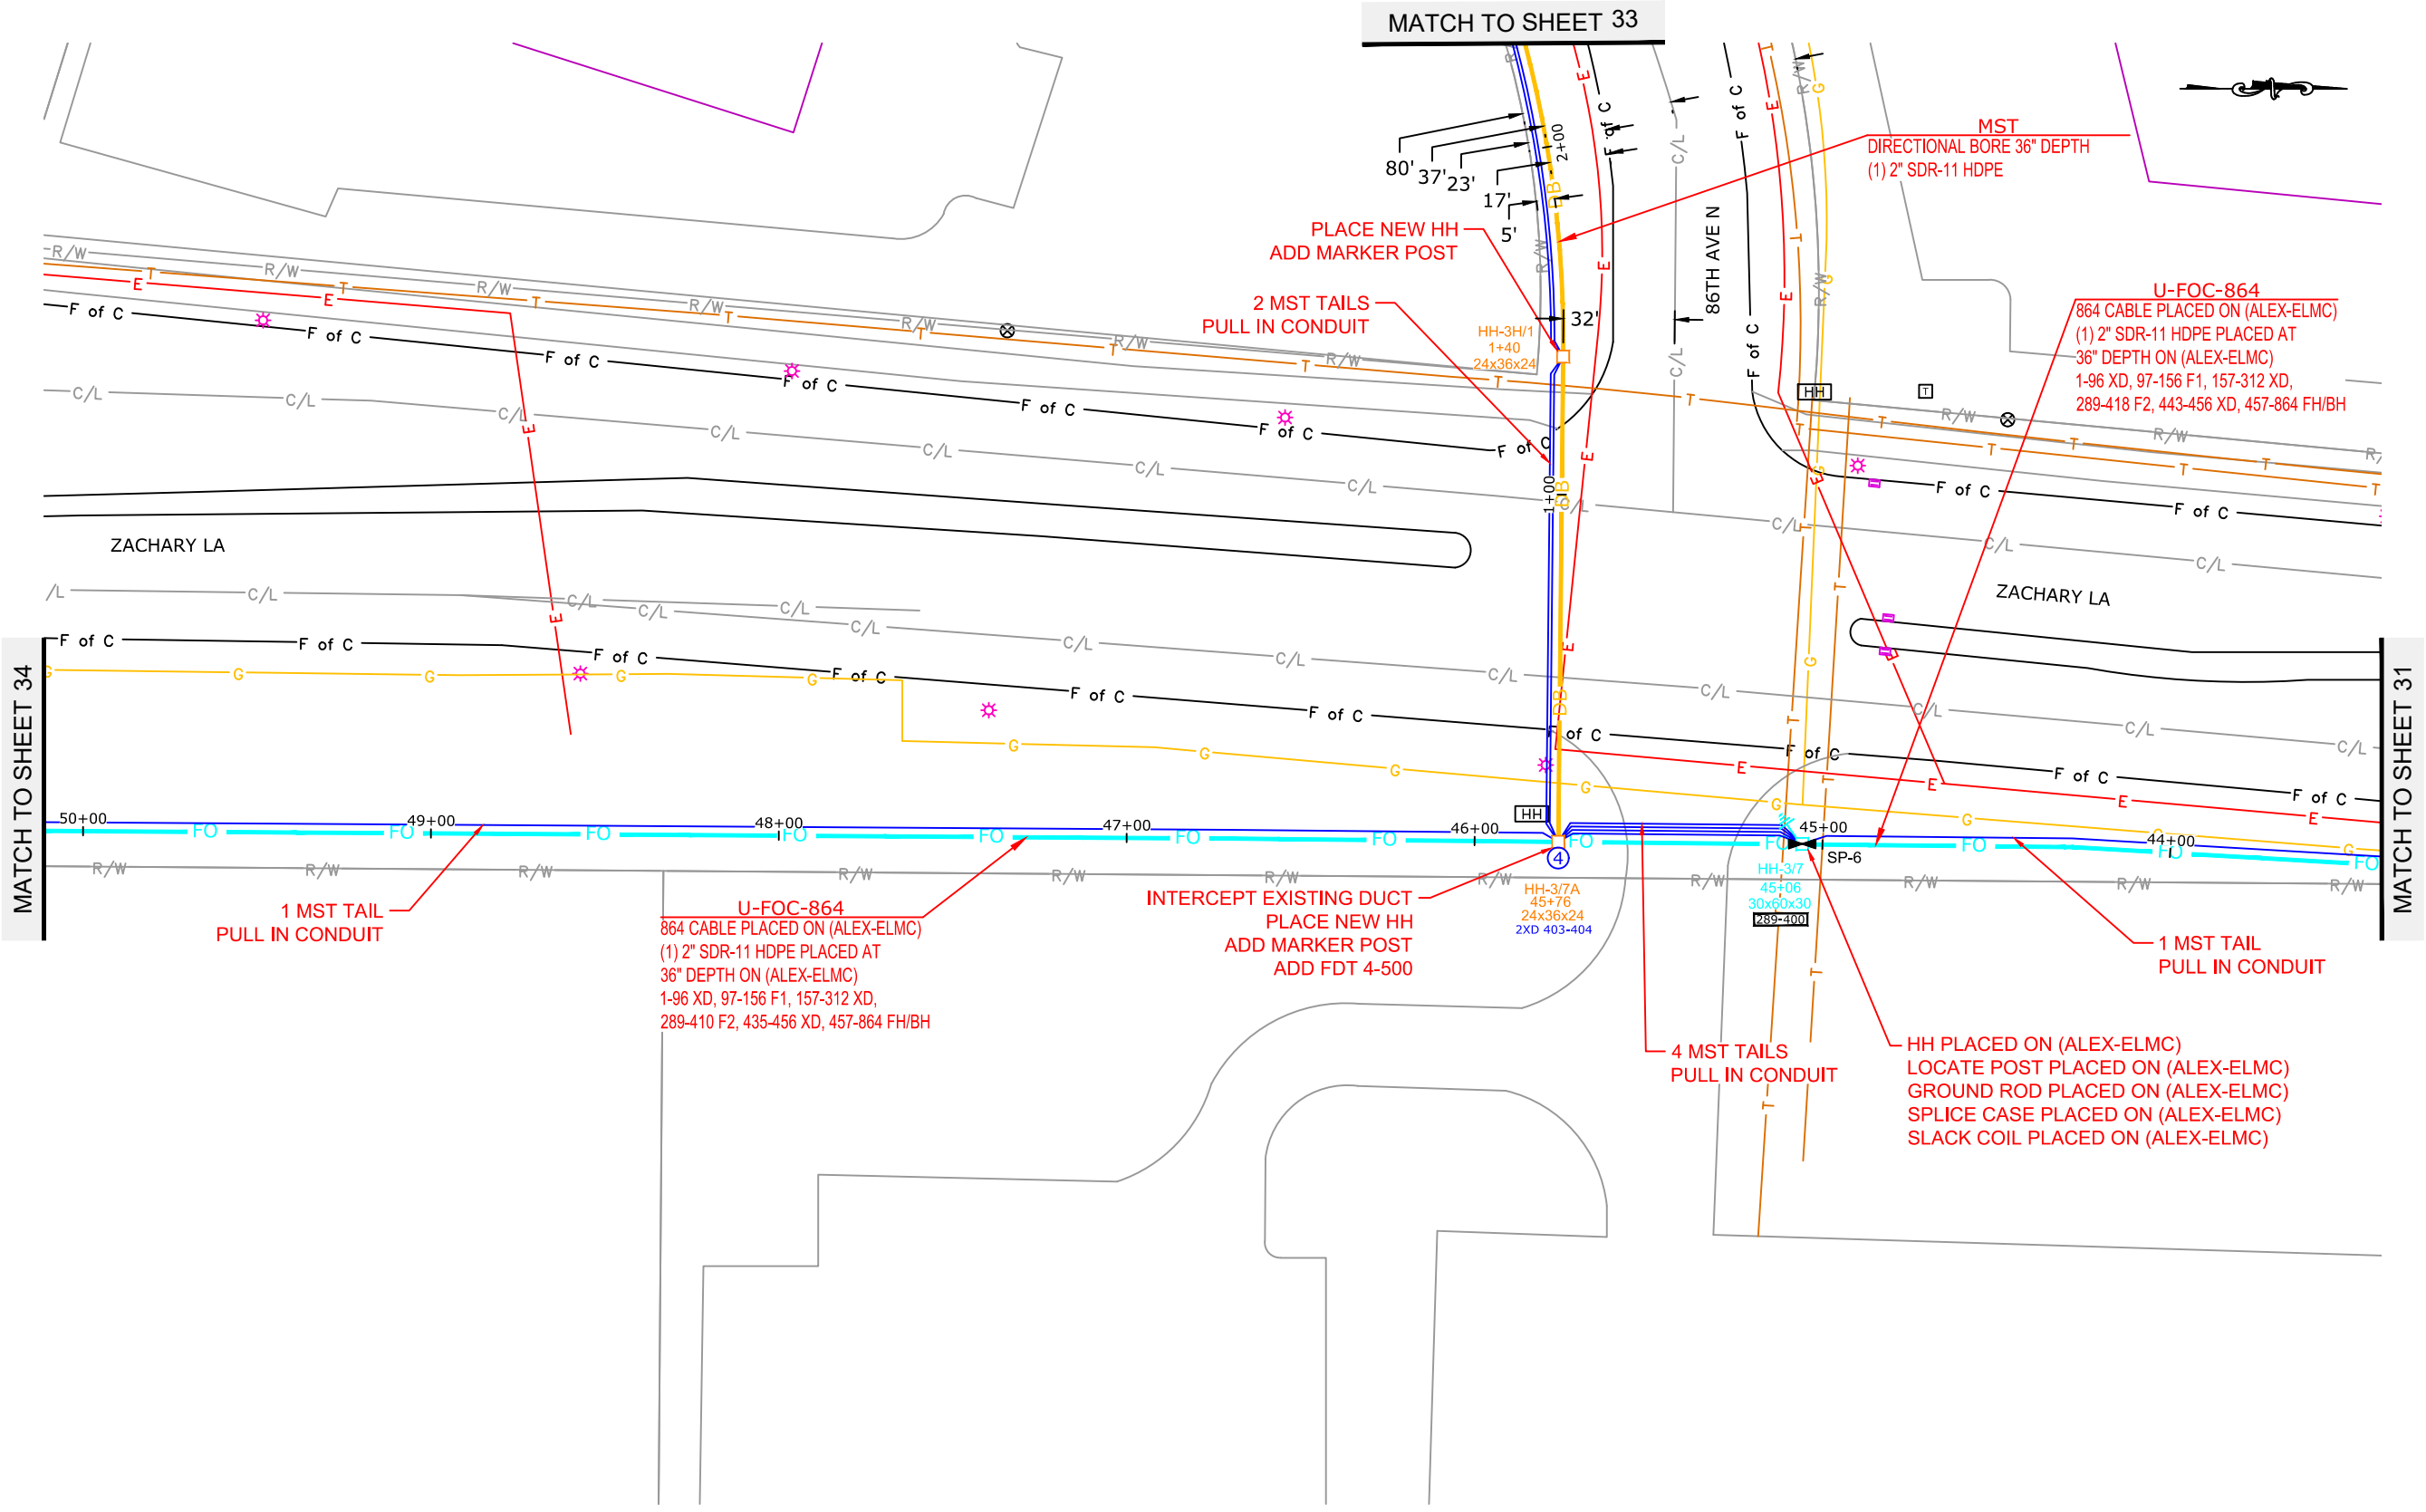 MATCH TO SHEET 33
MST
DIRECTIONAL BORE 36" DEPTH
(1) 2" SDR-11 HDPE
80'
37'
23'
17'
5'
2+00
DB
86TH AVE N
PLACE NEW HH
ADD MARKER POST
2 MST TAILS
PULL IN CONDUIT
32'
HH-3H/1
1+40
24x36x24
U-FOC-864
864 CABLE PLACED ON (ALEX-ELMC)
(1) 2" SDR-11 HDPE PLACED AT
36" DEPTH ON (ALEX-ELMC)
1-96 XD, 97-156 F1, 157-312 XD,
289-418 F2, 443-456 XD, 457-864 FH/BH
R/W
T
E
G
F of C
C/L
HH
T
1+00
DB
ZACHARY LA
ZACHARY LA
DB
MATCH TO SHEET 34
MATCH TO SHEET 31
50+00
49+00
48+00
47+00
46+00
45+00
44+00
FO
HH
4
SP-6
HH-3/7
45+06
30x60x30
289-400
HH-3/7A
45+76
24x36x24
2XD 403-404
1 MST TAIL
PULL IN CONDUIT
U-FOC-864
864 CABLE PLACED ON (ALEX-ELMC)
(1) 2" SDR-11 HDPE PLACED AT
36" DEPTH ON (ALEX-ELMC)
1-96 XD, 97-156 F1, 157-312 XD,
289-410 F2, 435-456 XD, 457-864 FH/BH
INTERCEPT EXISTING DUCT
PLACE NEW HH
ADD MARKER POST
ADD FDT 4-500
1 MST TAIL
PULL IN CONDUIT
4 MST TAILS
PULL IN CONDUIT
HH PLACED ON (ALEX-ELMC)
LOCATE POST PLACED ON (ALEX-ELMC)
GROUND ROD PLACED ON (ALEX-ELMC)
SPLICE CASE PLACED ON (ALEX-ELMC)
SLACK COIL PLACED ON (ALEX-ELMC)